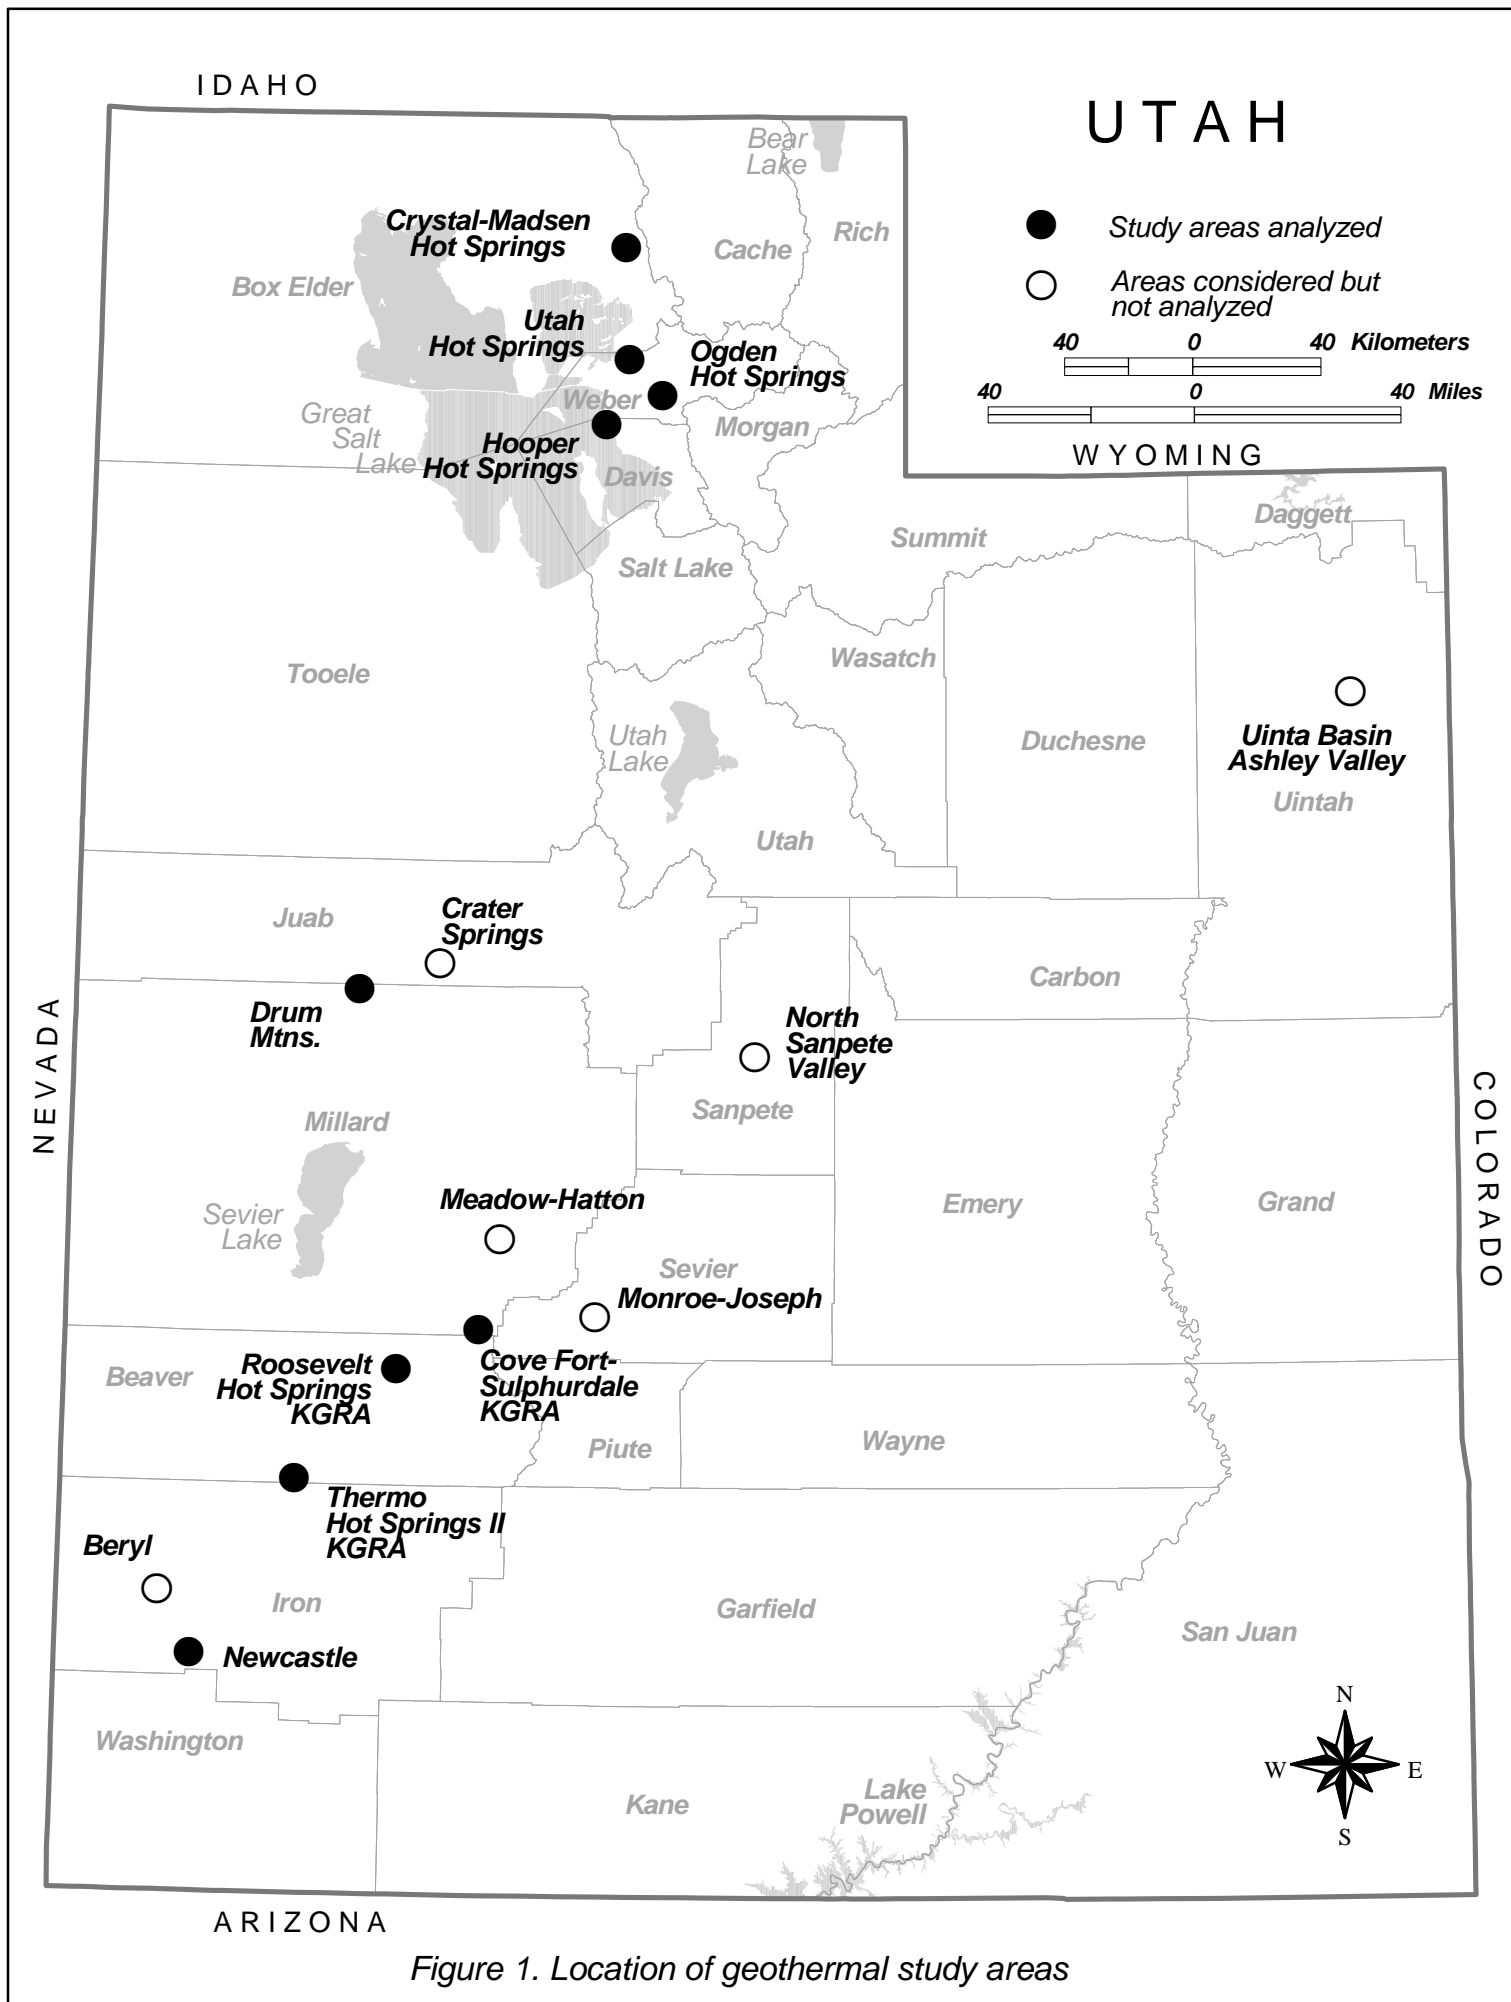 IDAHO
UTAH
Bear
Lake
Crystal-Madsen
Hot Springs
Cache
Rich
Study areas analyzed
Areas considered but
not analyzed
Box Elder
Utah
Hot Springs
Ogden
Hot Springs
40 0 40 Kilometers
40 0 40 Miles
Weber
Great
Salt
Lake
Morgan
Hooper
Hot Springs
Davis
WYOMING
Daggett
Summit
Salt Lake
Wasatch
Tooele
Utah
Lake
Duchesne
Uinta Basin
Ashley Valley
Uintah
Utah
Juab
Crater
Springs
Carbon
Drum
Mtns.
North
Sanpete
Valley
NEVADA
COLORADO
Millard
Sanpete
Meadow-Hatton
Sevier
Lake
Emery
Grand
Sevier
Monroe-Joseph
Beaver
Roosevelt
Hot Springs
KGRA
Cove Fort-
Sulphurdale
KGRA
Piute
Wayne
Thermo
Hot Springs II
KGRA
Beryl
Iron
Garfield
San Juan
Newcastle
Washington
Kane
Lake
Powell
N
W E
S
ARIZONA
Figure 1. Location of geothermal study areas